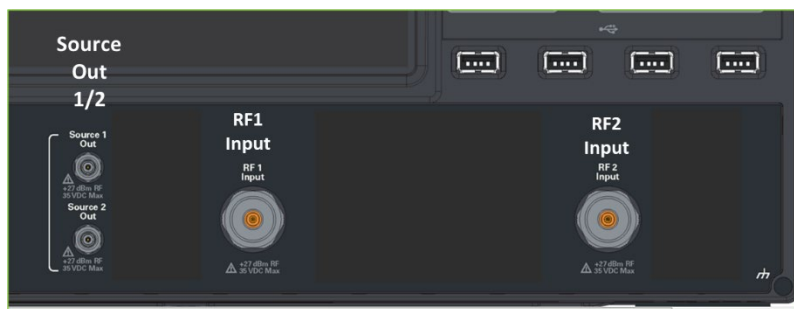 Source
Out
1/2
Source 1
Out
+27 dBm RF
35 VDC Max
Source 2
Out
+27 dBm RF
35 VDC Max
RF1
Input
RF 1
Input
+27 dBm RF
35 VDC Max
RF2
Input
RF 2
Input
+27 dBm RF
35 VDC Max